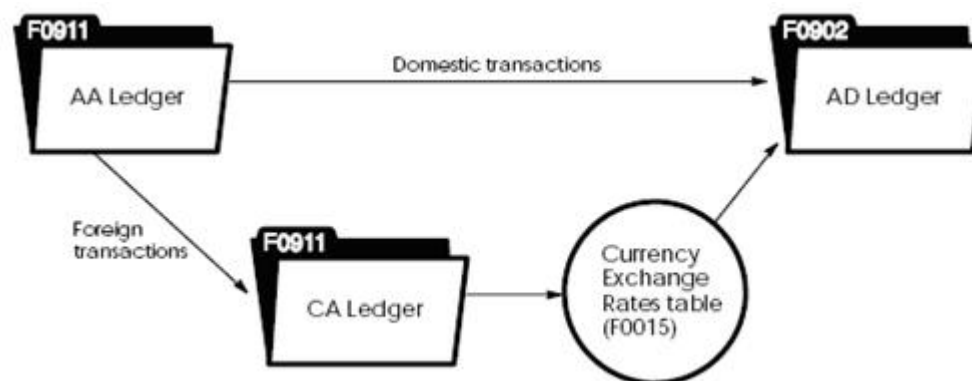 F0911
AA Ledger
Domestic transactions
F0902
AD Ledger
Foreign
transactions
F0911
CA Ledger
Currency
Exchange
Rates table
(F0015)